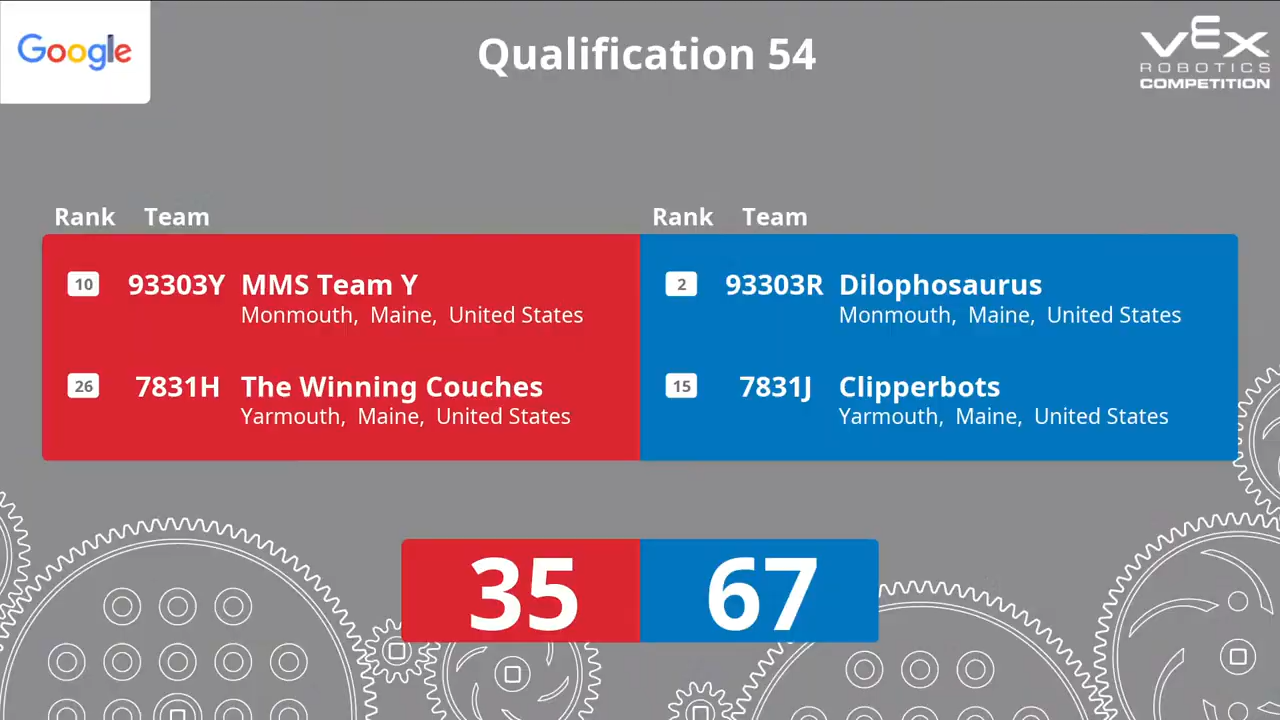 Google
Qualification 54
VEX
ROBOTICS
COMPETITION
Rank Team
Rank Team
10 93303Y MMS Team Y
Monmouth, Maine, United States
26 7831H The Winning Couches
Yarmouth, Maine, United States
2 93303R Dilophosaurus
Monmouth, Maine, United States
15 7831J Clipperbots
Yarmouth, Maine, United States
35 67